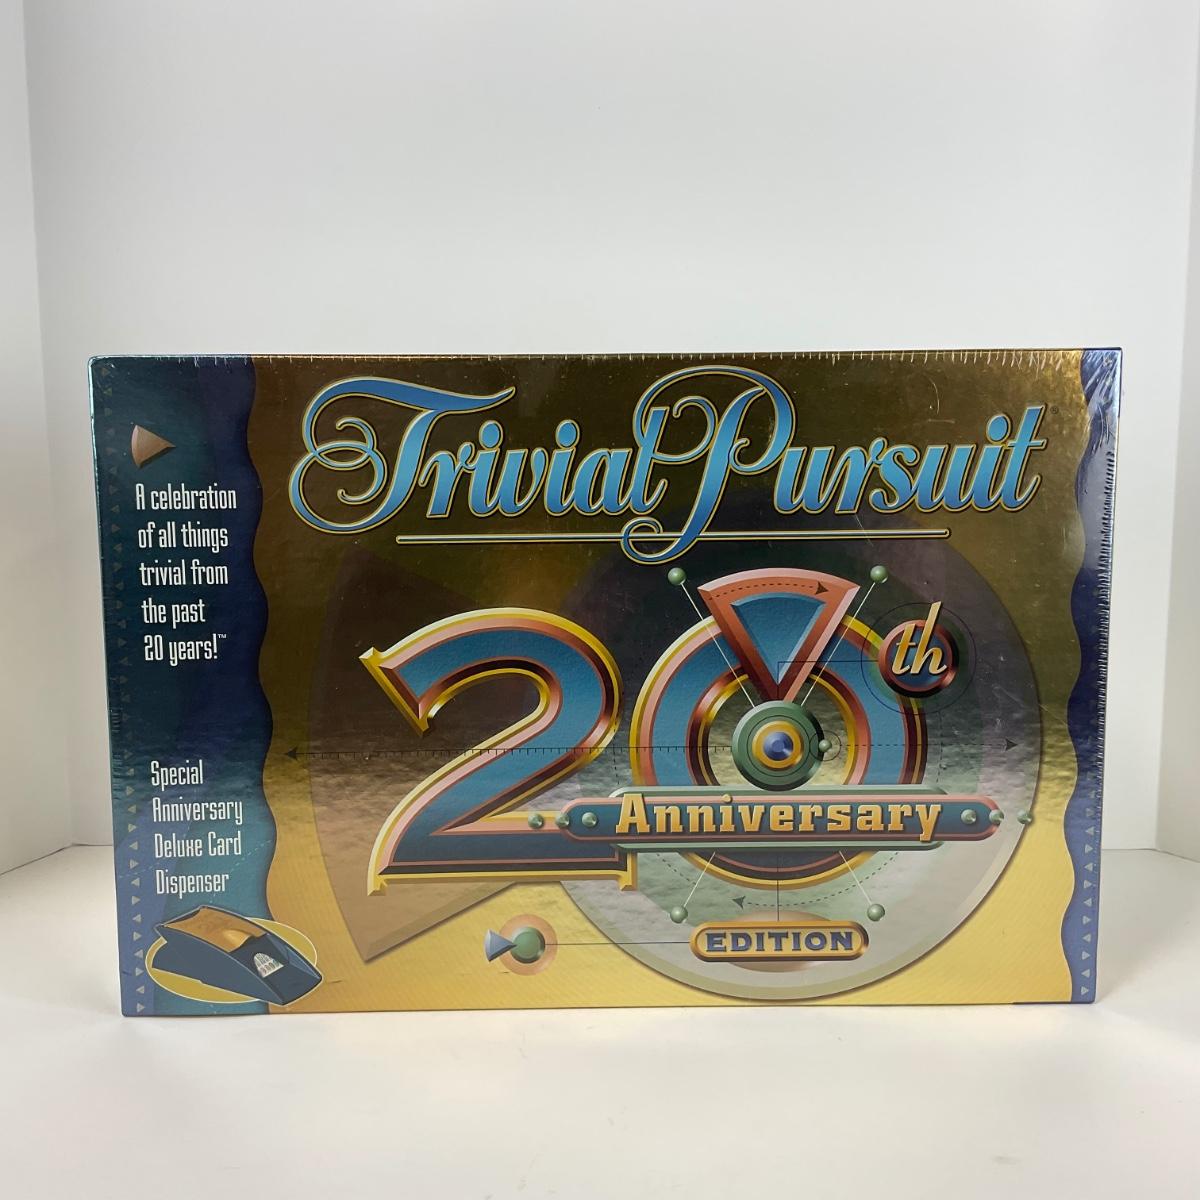 Trivial Pursuit®
A celebration
of all things
trivial from
the past
20 years!™
20th
Anniversary
EDITION
Special
Anniversary
Deluxe Card
Dispenser